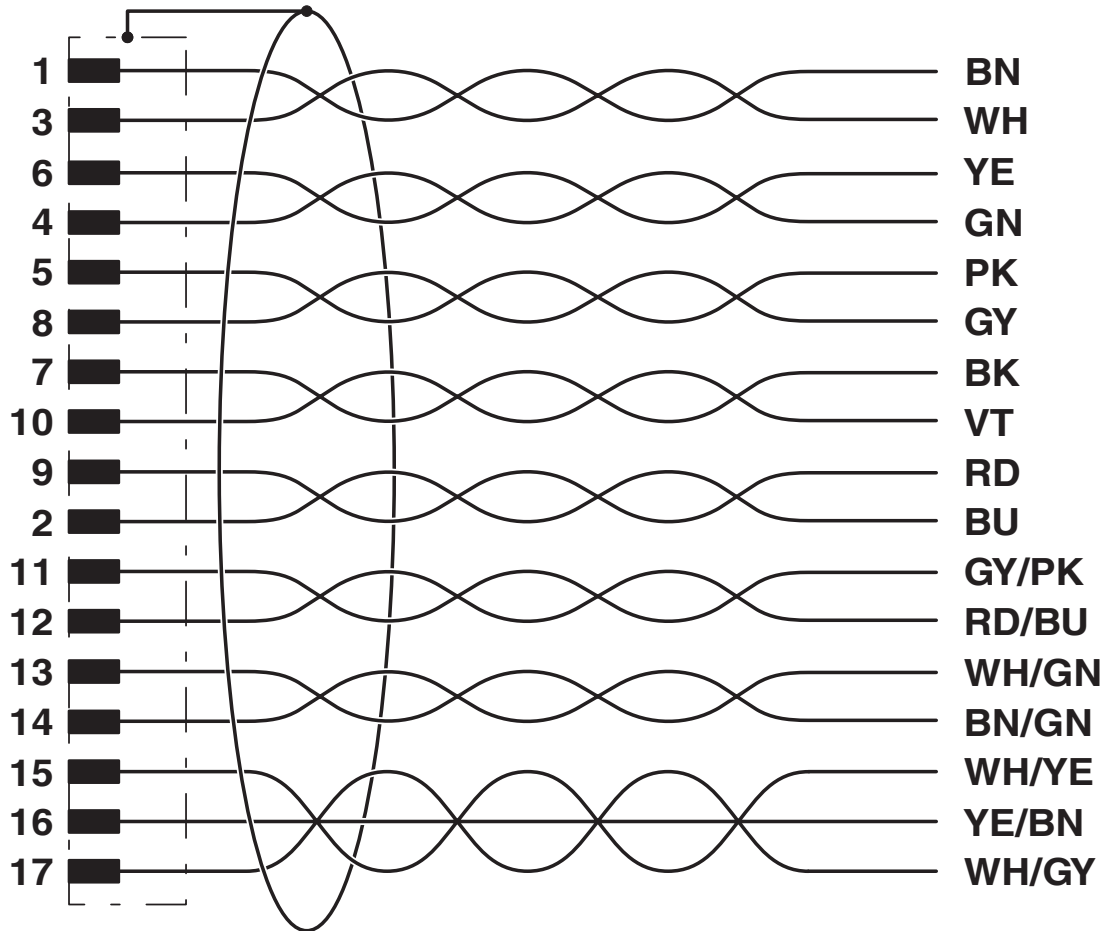 1 BN
3 WH
6 YE
4 GN
5 PK
8 GY
7 BK
10 VT
9 RD
2 BU
11 GY/PK
12 RD/BU
13 WH/GN
14 BN/GN
15 WH/YE
16 YE/BN
17 WH/GY